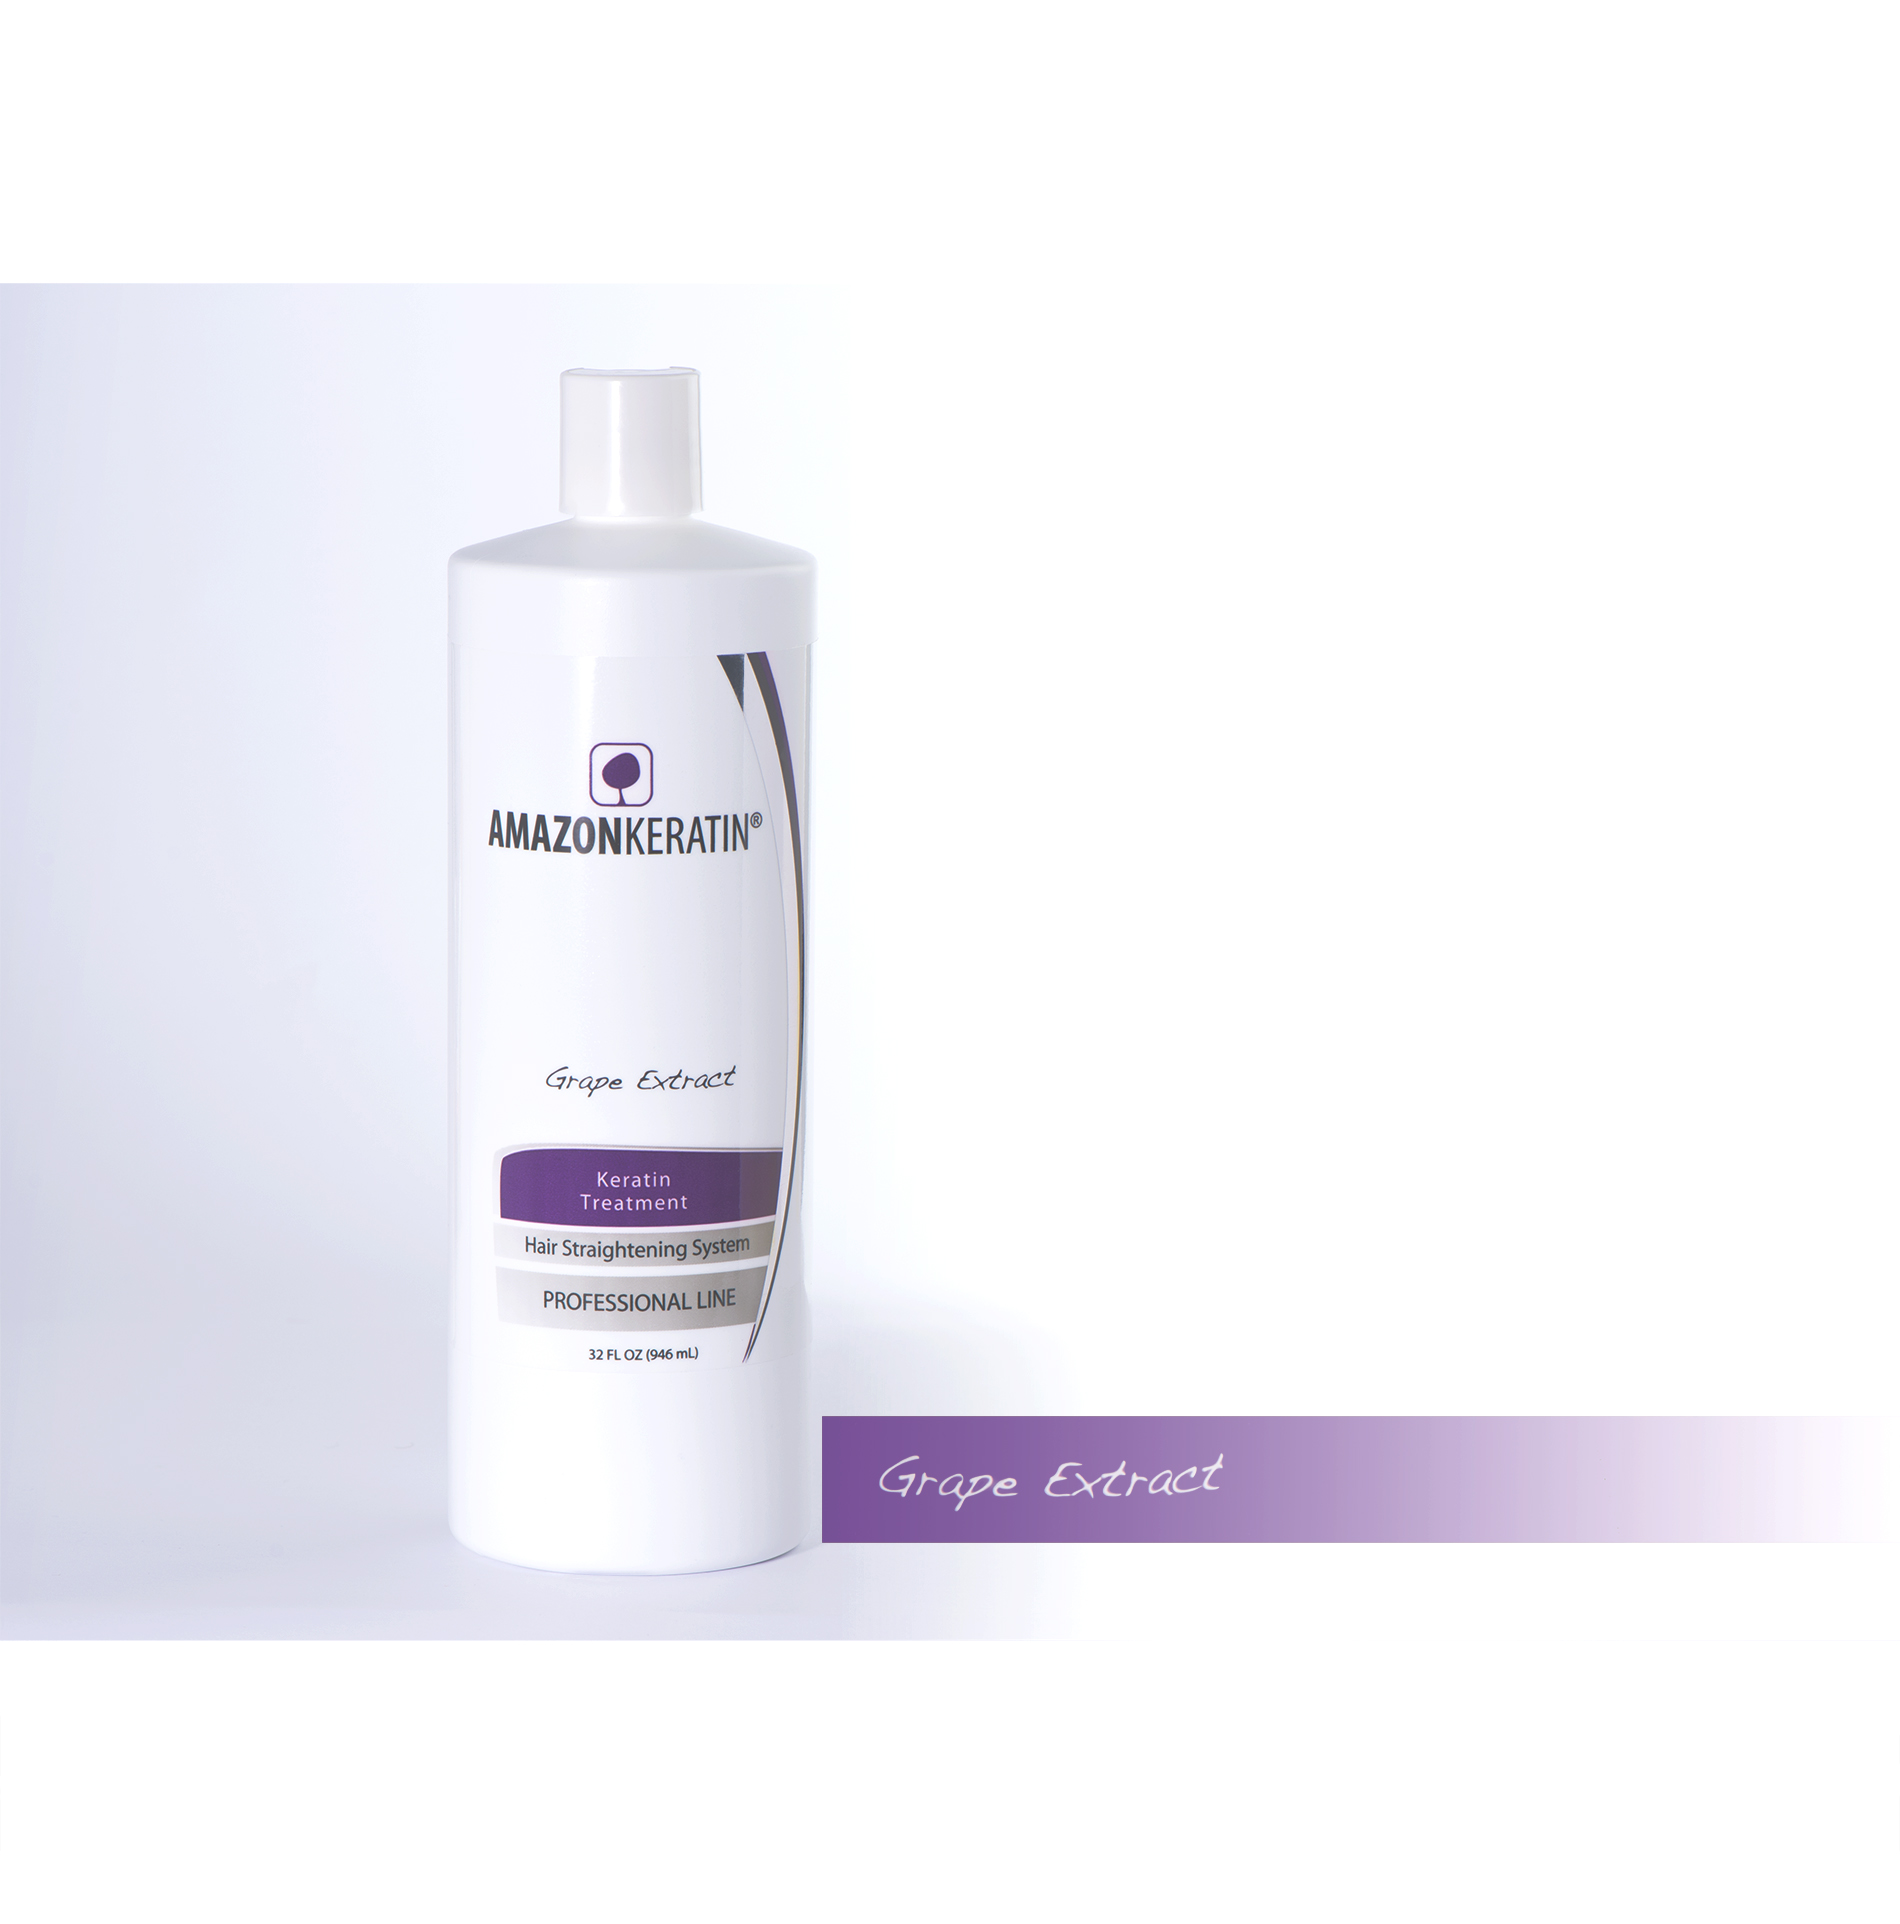 AMAZONKERATIN®
Grape Extract
Keratin
Treatment
Hair Straightening System
PROFESSIONAL LINE
32 FL OZ (946 mL)
Grape Extract